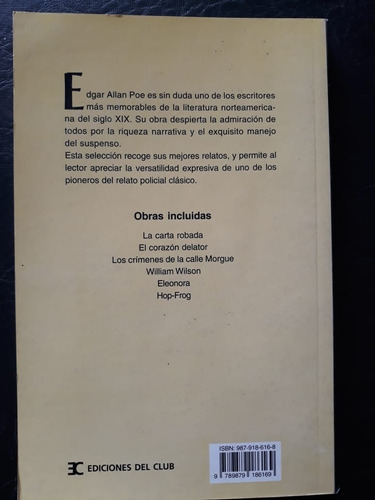 Edgar Allan Poe es sin duda uno de los escritores
más memorables de la literatura norteamerica-
na del siglo XIX. Su obra despierta la admiración de
todos por la riqueza narrativa y el exquisito manejo
del suspenso.
Esta selección recoge sus mejores relatos, y permite al
lector apreciar la versatilidad expresiva de uno de los
pioneros del relato policial clásico.
Obras incluidas
La carta robada
El corazón delator
Los crímenes de la calle Morgue
William Wilson
Eleonora
Hop-Frog
ISBN: 987-918-616-8
9 789879 186169
EC EDICIONES DEL CLUB